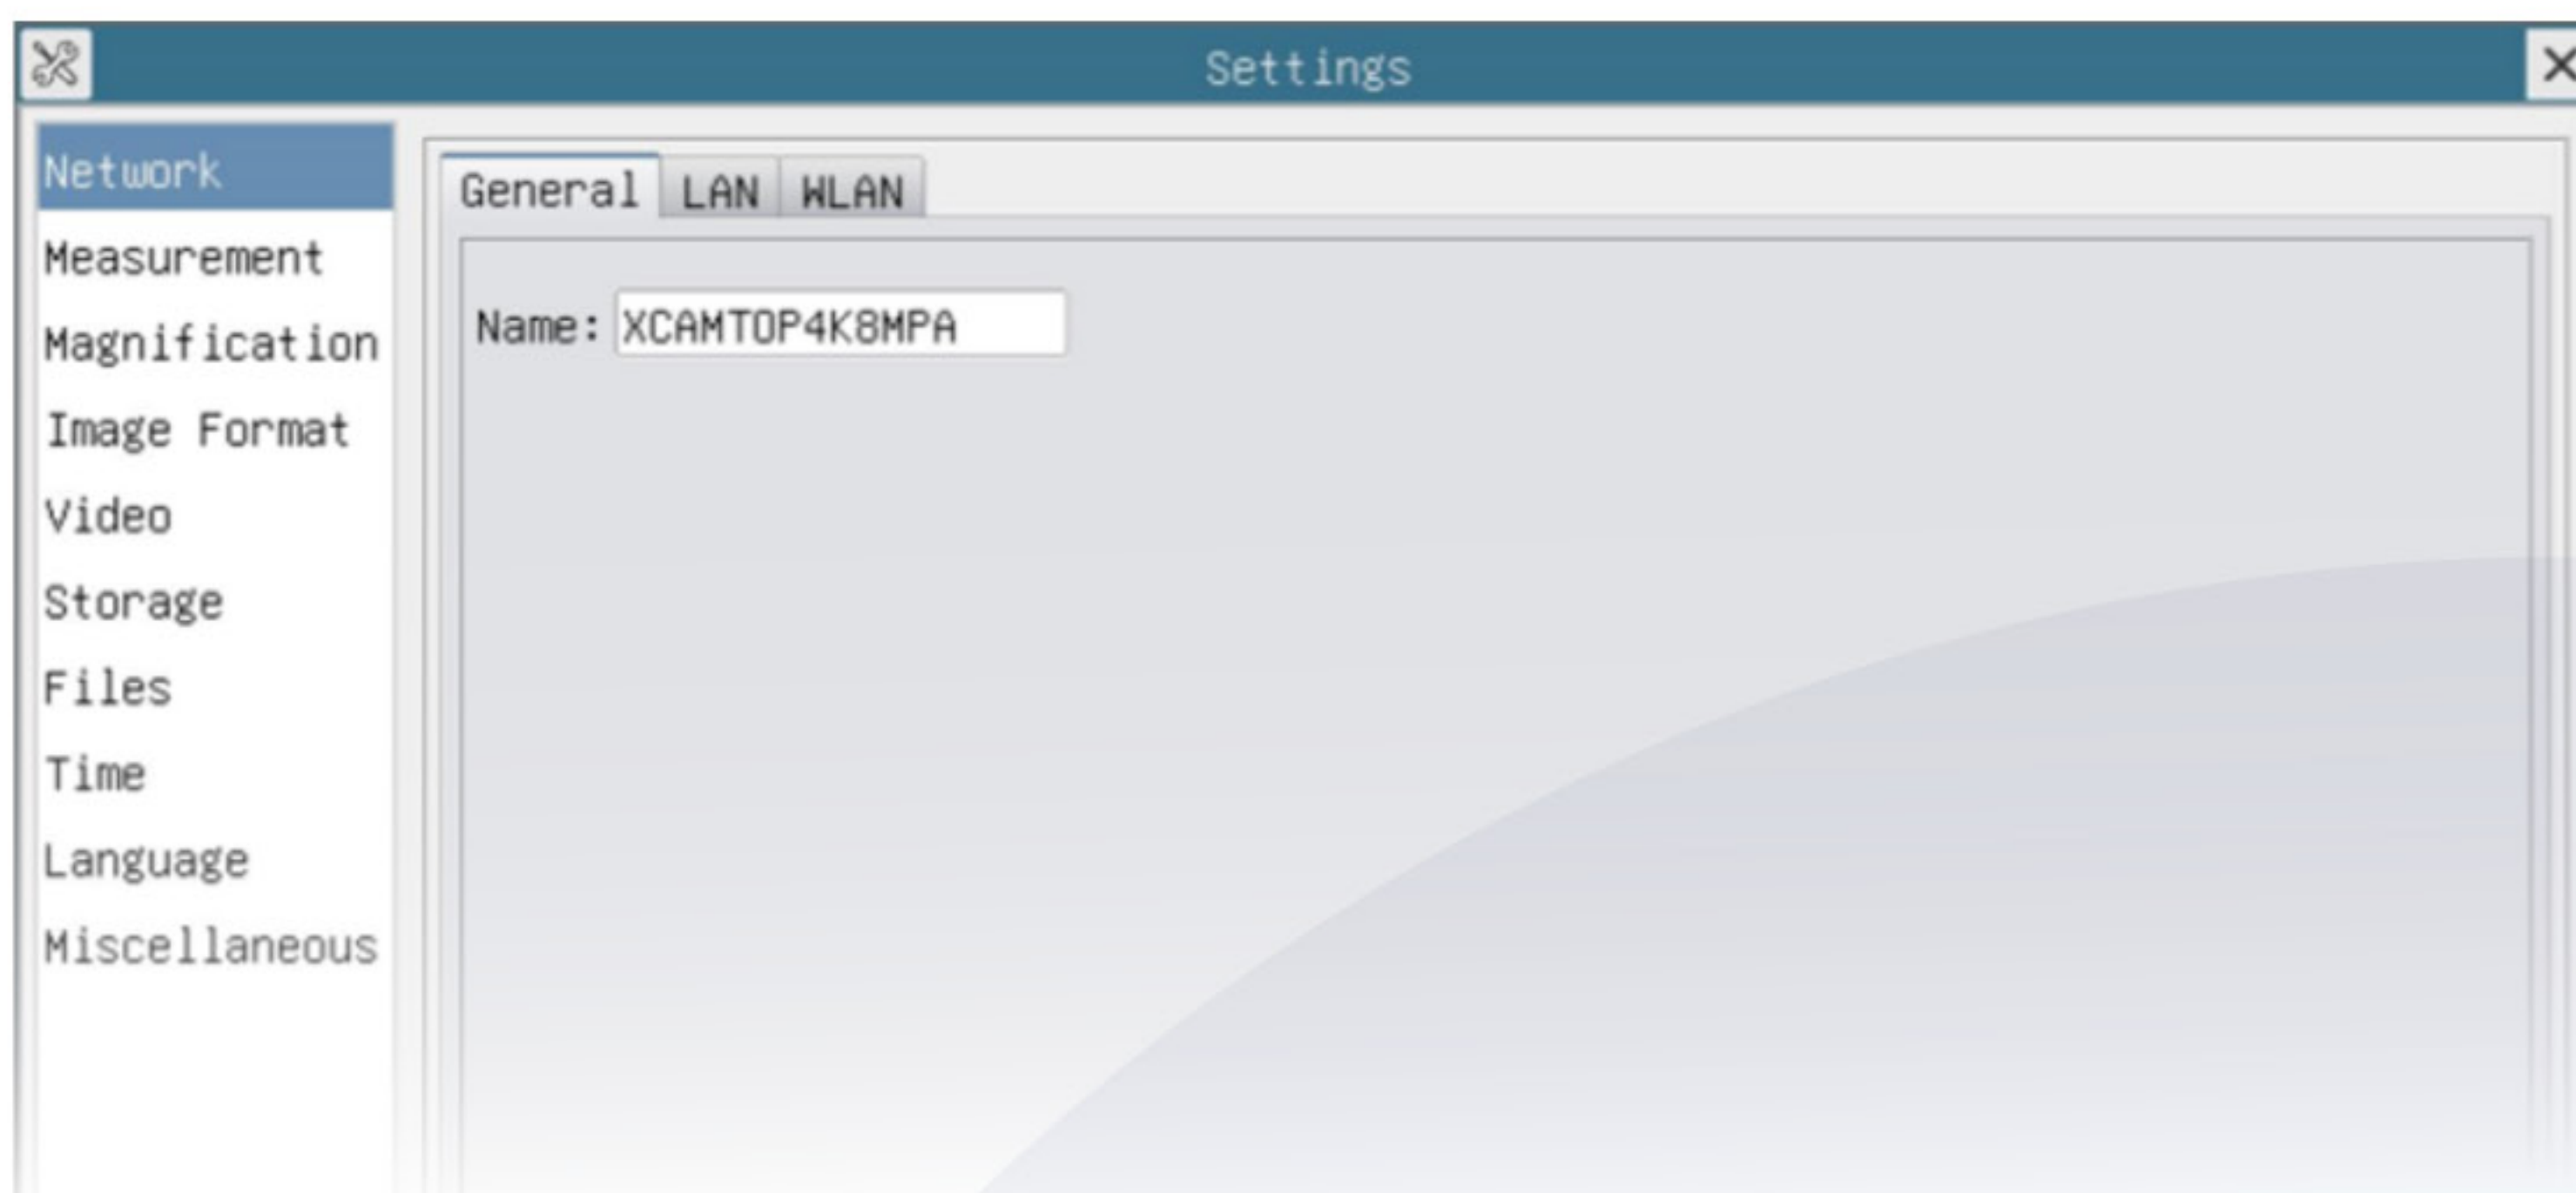 Settings
Network
Measurement
Magnification
Image Format
Video
Storage
Files
Time
Language
Miscellaneous
General LAN WLAN
Name: XCAMTOP4K8MPA